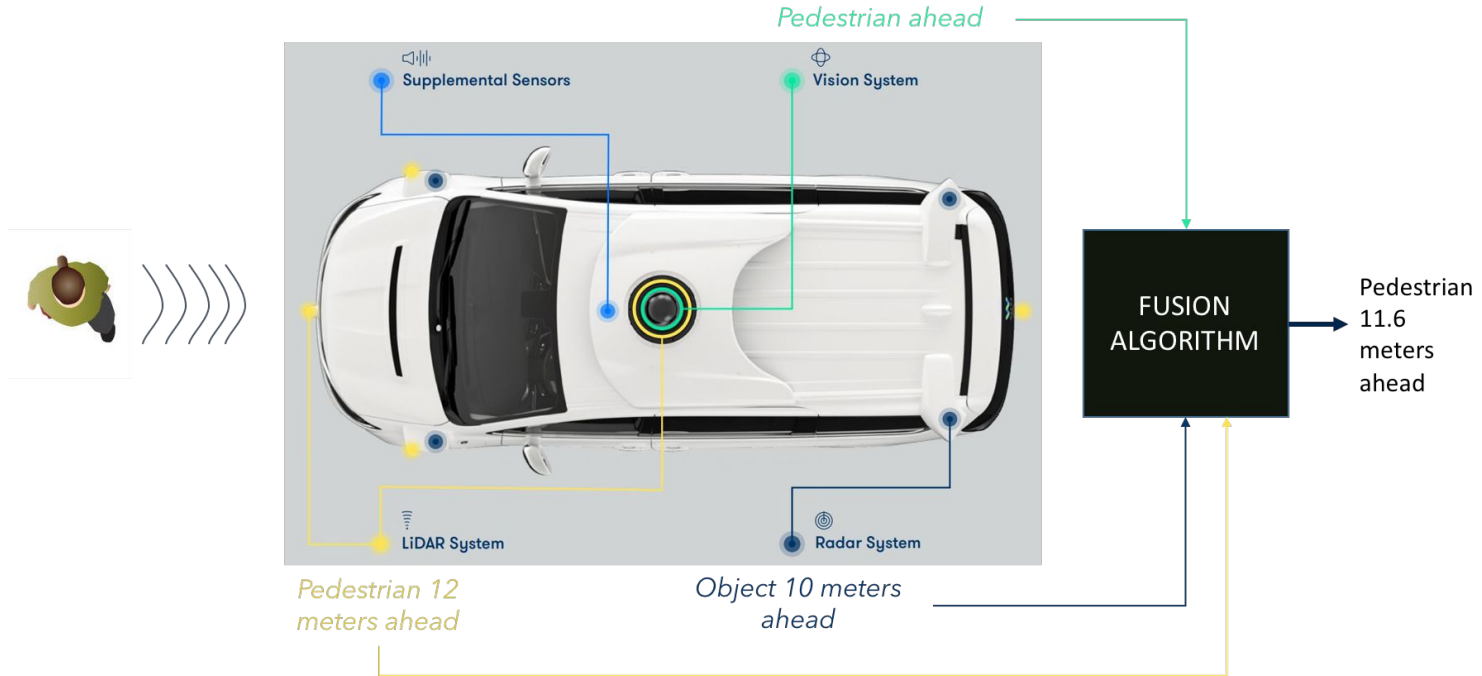 Pedestrian ahead
Supplemental Sensors
Vision System
FUSION
ALGORITHM
Pedestrian
11.6
meters
ahead
LiDAR System
Radar System
Pedestrian 12
meters ahead
Object 10 meters
ahead